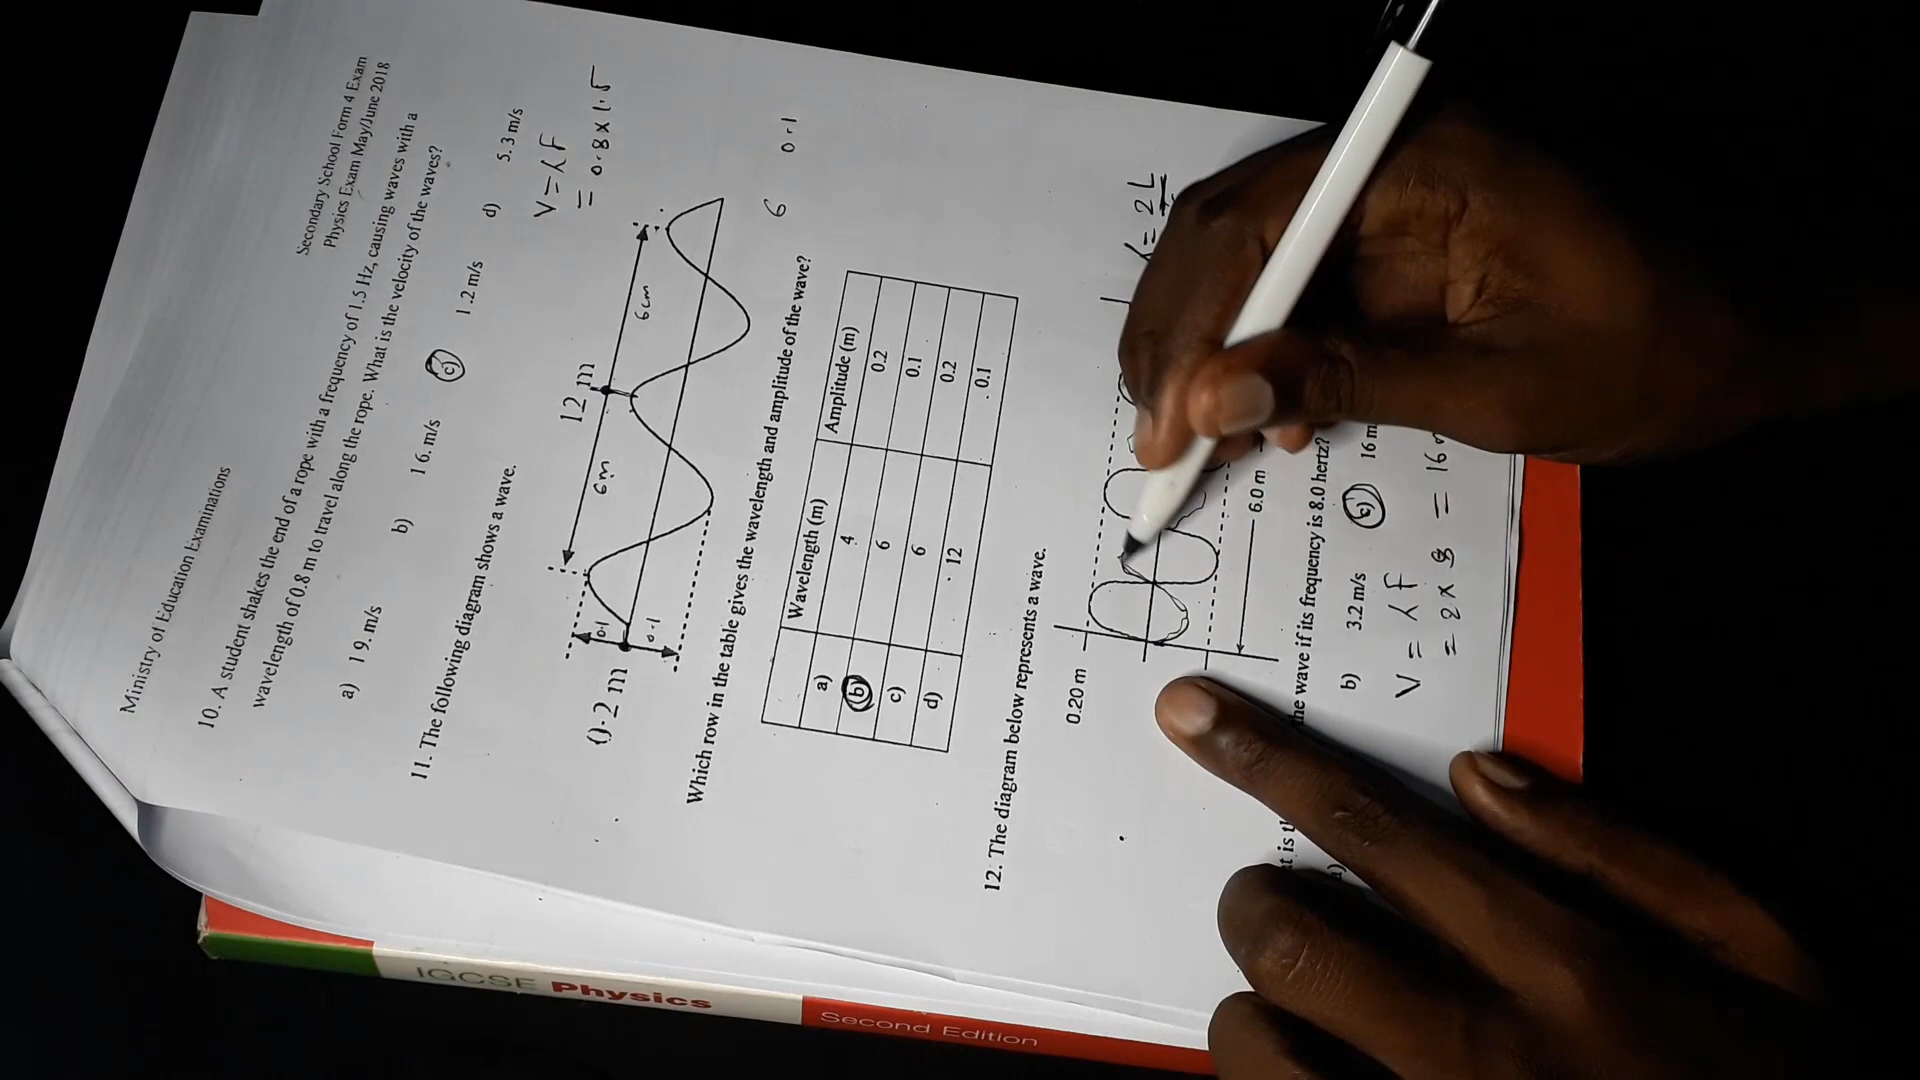 Ministry of Education Examinations
Secondary School Form 4 Exam
Physics Exam May/June 2018
10. A student shakes the end of a rope with a frequency of 1.5 Hz, causing waves with a
wavelength of 0.8 m to travel along the rope. What is the velocity of the waves?
a) 1 9. m/s b) 1 6. m/s c) 1 .2 m/s d) 5. 3 m/s
V = λ F
= 0.8 x 1.5
11. The following diagram shows a wave.
12 m
6m
6cm
0.1
0.1
0.2 m
Which row in the table gives the wavelength and amplitude of the wave?
6 0.1
Wavelength (m) Amplitude (m)
a) 4 0.2
b) 6 0.1
c) 6 0.2
d) 12 0.1
12. The diagram below represents a wave.
0.20 m
= 2 L
6.0 m
the wave if its frequency is 8.0 hertz?
b) 3.2 m/s c) 16 m
V = λ F
= 2 x 8 = 16
IGCSE Physics
Second Edition